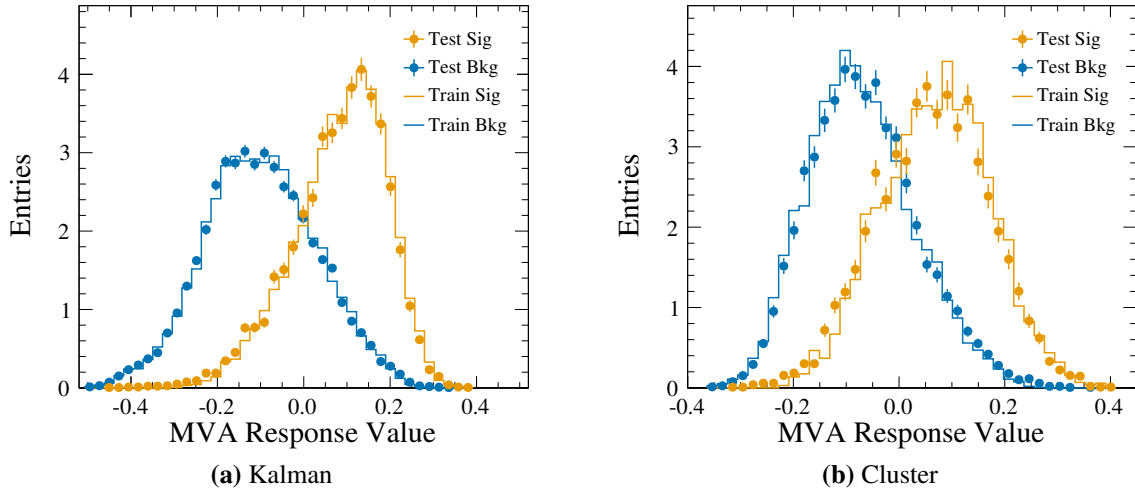 Entries
4
3
2
1
0
-0.4
-0.2
0.0
0.2
0.4
MVA Response Value
Test Sig
Test Bkg
Train Sig
Train Bkg
(a) Kalman
Entries
4
3
2
1
0
-0.4
-0.2
0.0
0.2
0.4
MVA Response Value
Test Sig
Test Bkg
Train Sig
Train Bkg
(b) Cluster